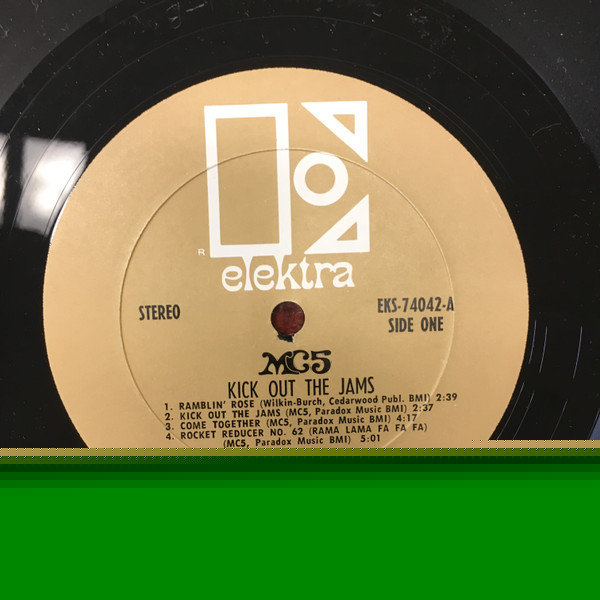 R
elektra
STEREO
EKS-74042-A
SIDE ONE
MC5
KICK OUT THE JAMS
1. RAMBLIN' ROSE (Wilkin-Burch, Cedarwood Publ. BMI) 2:39
2. KICK OUT THE JAMS (MC5, Paradox Music BMI) 2:37
3. COME TOGETHER (MC5, Paradox Music BMI) 4:17
4. ROCKET REDUCER NO. 62 (RAMA LAMA FA FA FA)
(MC5, Paradox Music BMI) 5:01